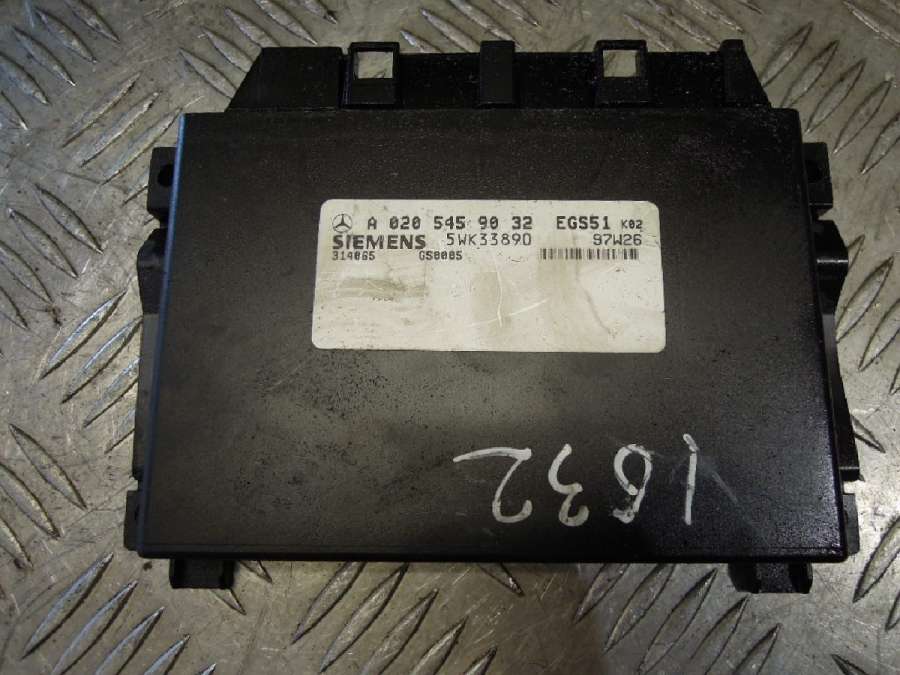 A 020 545 90 32 EGS51 K02
SIEMENS 5WK33890 97W26
314065 GS0005
1632